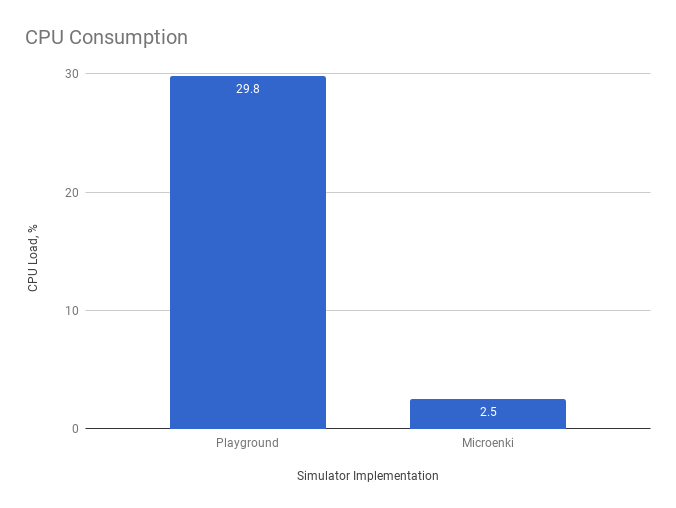 CPU Consumption
30
29.8
20
CPU Load, %
10
2.5
0
Playground
Microenki
Simulator Implementation